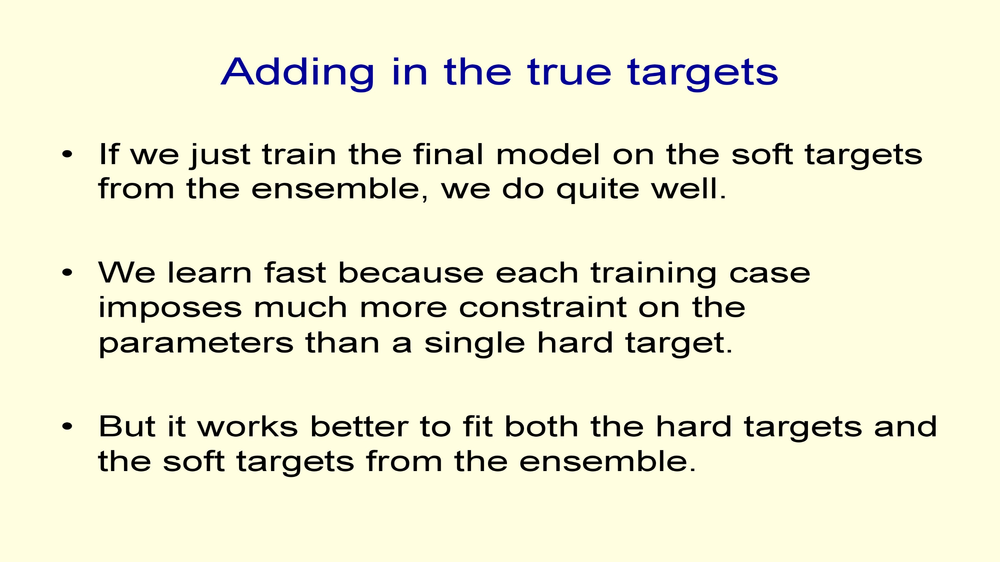 Adding in the true targets
• If we just train the final model on the soft targets
from the ensemble, we do quite well.
• We learn fast because each training case
imposes much more constraint on the
parameters than a single hard target.
• But it works better to fit both the hard targets and
the soft targets from the ensemble.